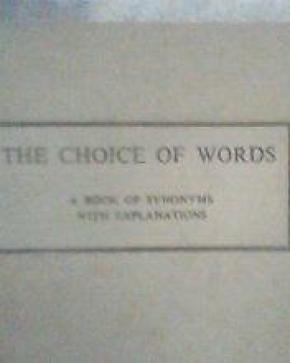 THE CHOICE OF WORDS
A BOOK OF SYNONYMS
WITH EXPLANATIONS